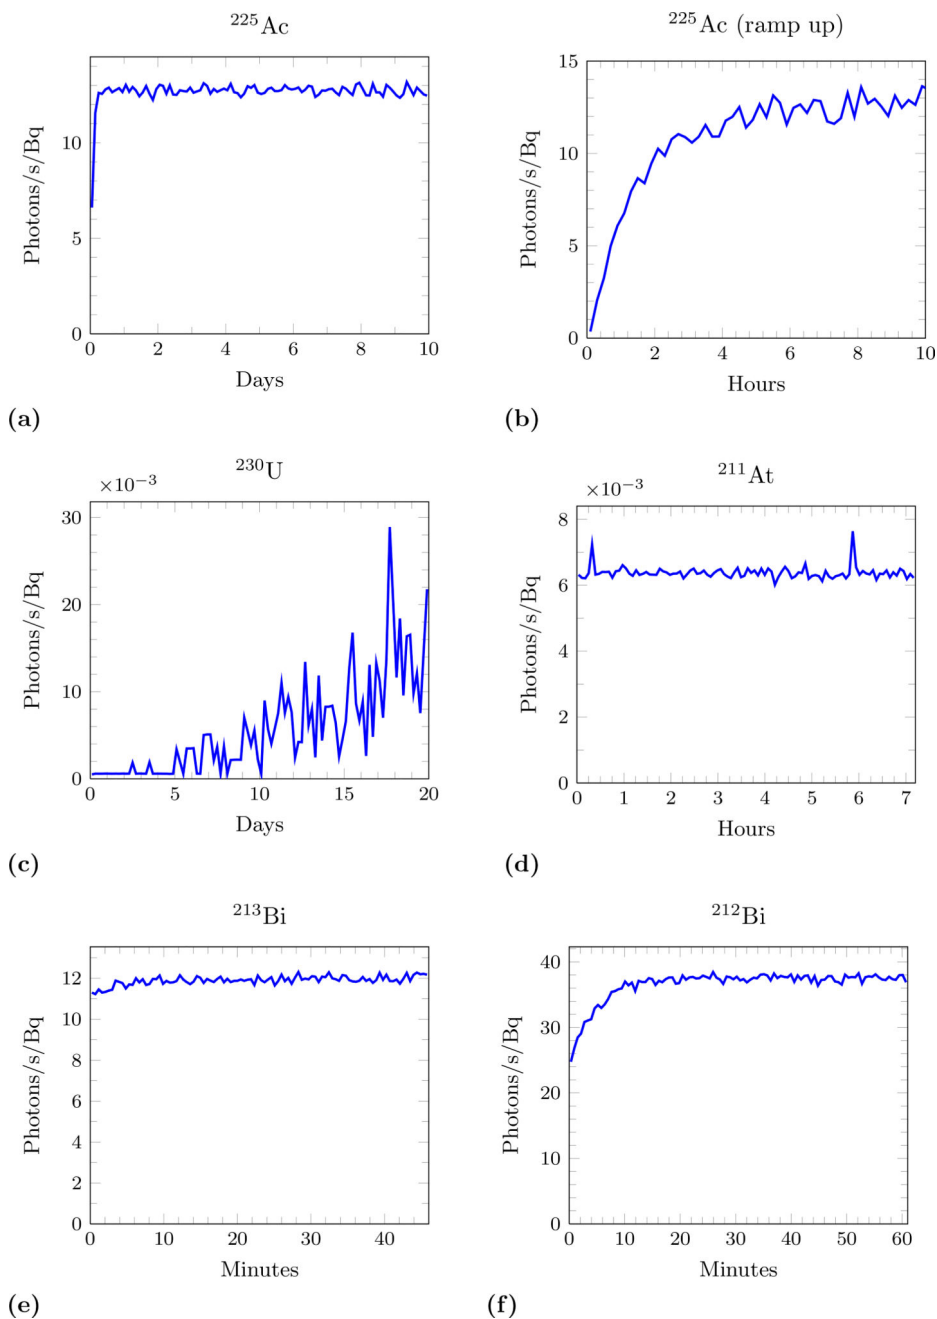 ²²⁵Ac
Photons/s/Bq
10
5
0
0 2 4 6 8 10
Days
(a)
²²⁵Ac (ramp up)
Photons/s/Bq
15
10
5
0
0 2 4 6 8 10
Hours
(b)
²³⁰U
×10⁻³
Photons/s/Bq
30
20
10
0
0 5 10 15 20
Days
(c)
²¹¹At
×10⁻³
Photons/s/Bq
8
6
4
2
0
0 1 2 3 4 5 6 7
Hours
(d)
²¹³Bi
Photons/s/Bq
12
10
8
6
4
2
0
0 10 20 30 40
Minutes
(e)
²¹²Bi
Photons/s/Bq
40
30
20
10
0
0 10 20 30 40 50 60
Minutes
(f)